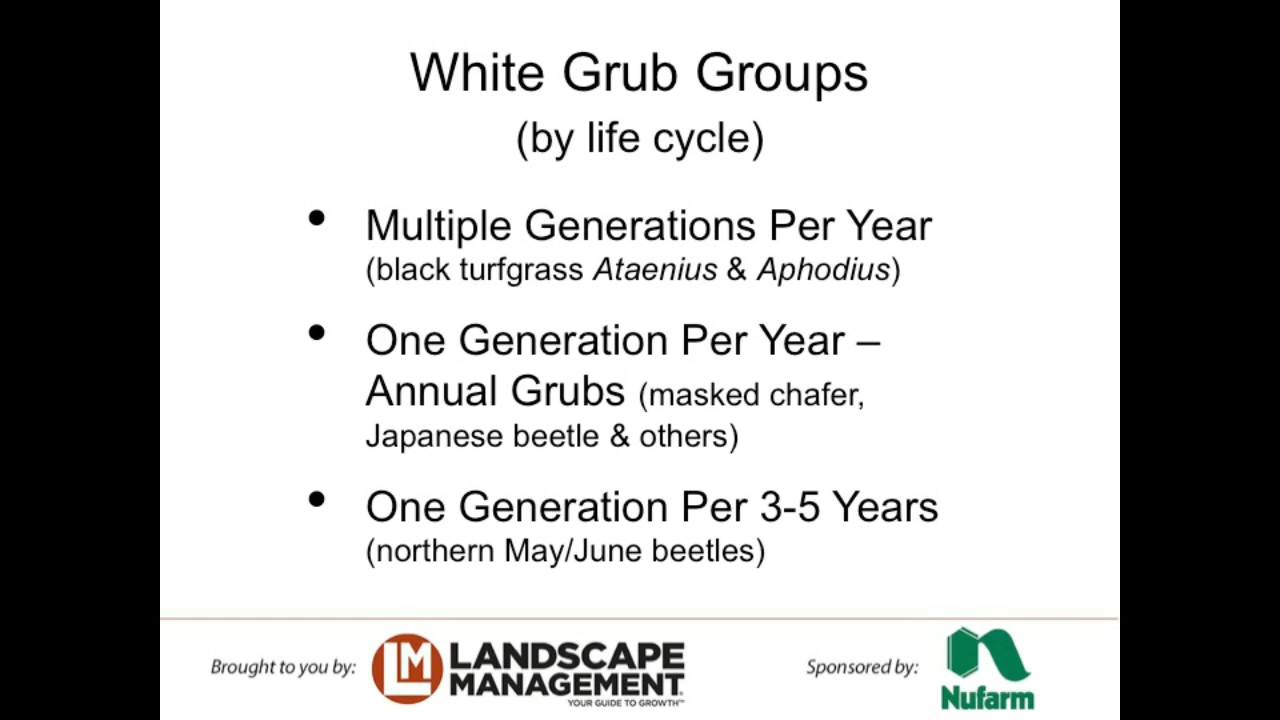 White Grub Groups
(by life cycle)
• Multiple Generations Per Year
(black turfgrass Ataenius & Aphodius)
• One Generation Per Year –
Annual Grubs (masked chafer,
Japanese beetle & others)
• One Generation Per 3-5 Years
(northern May/June beetles)
Brought to you by:
LM
LANDSCAPE
MANAGEMENT
YOUR GUIDE TO GROWTH™
Sponsored by:
Nufarm